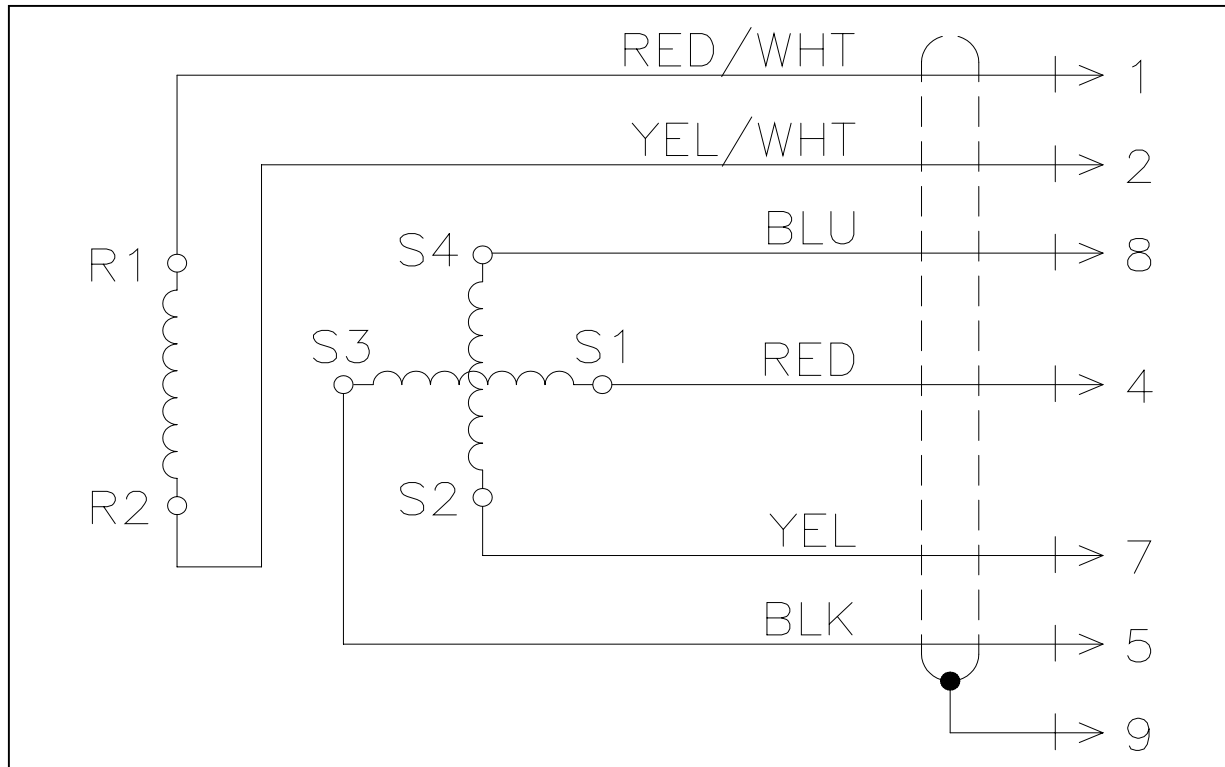 RED/WHT
1
YEL/WHT
2
BLU
8
S4
R1
S3
S1
RED
4
R2
S2
YEL
7
BLK
5
9